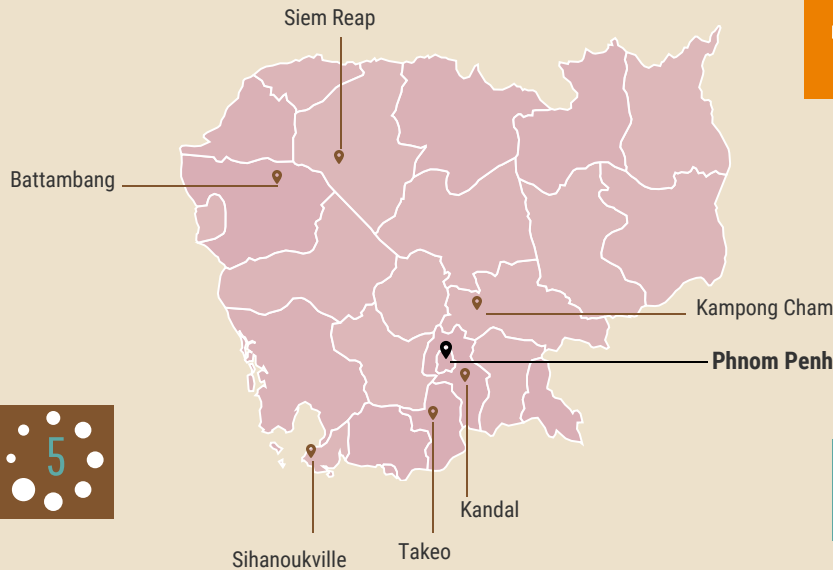 Siem Reap
Battambang
Kampong Cham
Phnom Penh
5
Kandal
Takeo
Sihanoukville